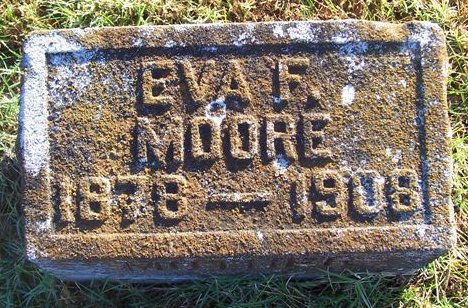 EVA F.
MOORE
1878 — 1908